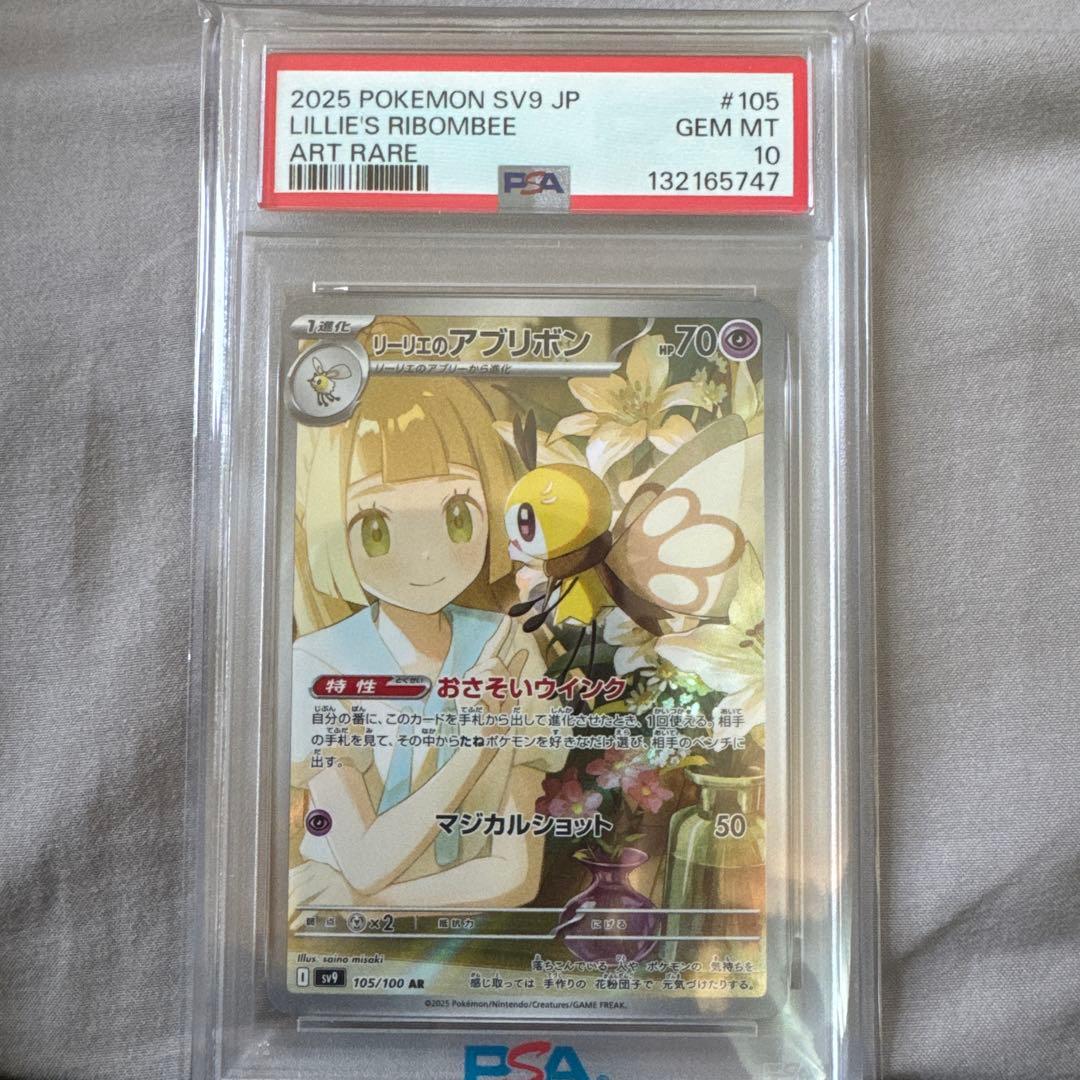 2025 POKEMON SV9 JP #105
LILLIE'S RIBOMBEE GEM MT
ART RARE 10
PSA 132165747
1進化 リーリエのアブリボン HP70
リーリエのアブリーから進化
特性 とくせい おさそいウインク
自分の番に、このカードを手札から出して進化させたとき、1回使える。相手
の手札を見て、その中からたねポケモンを好きなだけ選び、相手のベンチに
出す。
マジカルショット 50
弱点 ×2 抵抗力 にげる
Illus. saino misaki
落ちこんでいる 人や ポケモンの 気持ちを
I sv9 105/100 AR 感じ取っては 手作りの 花粉団子で 元気づけたりする。
©2025 Pokémon/Nintendo/Creatures/GAME FREAK.
PSA